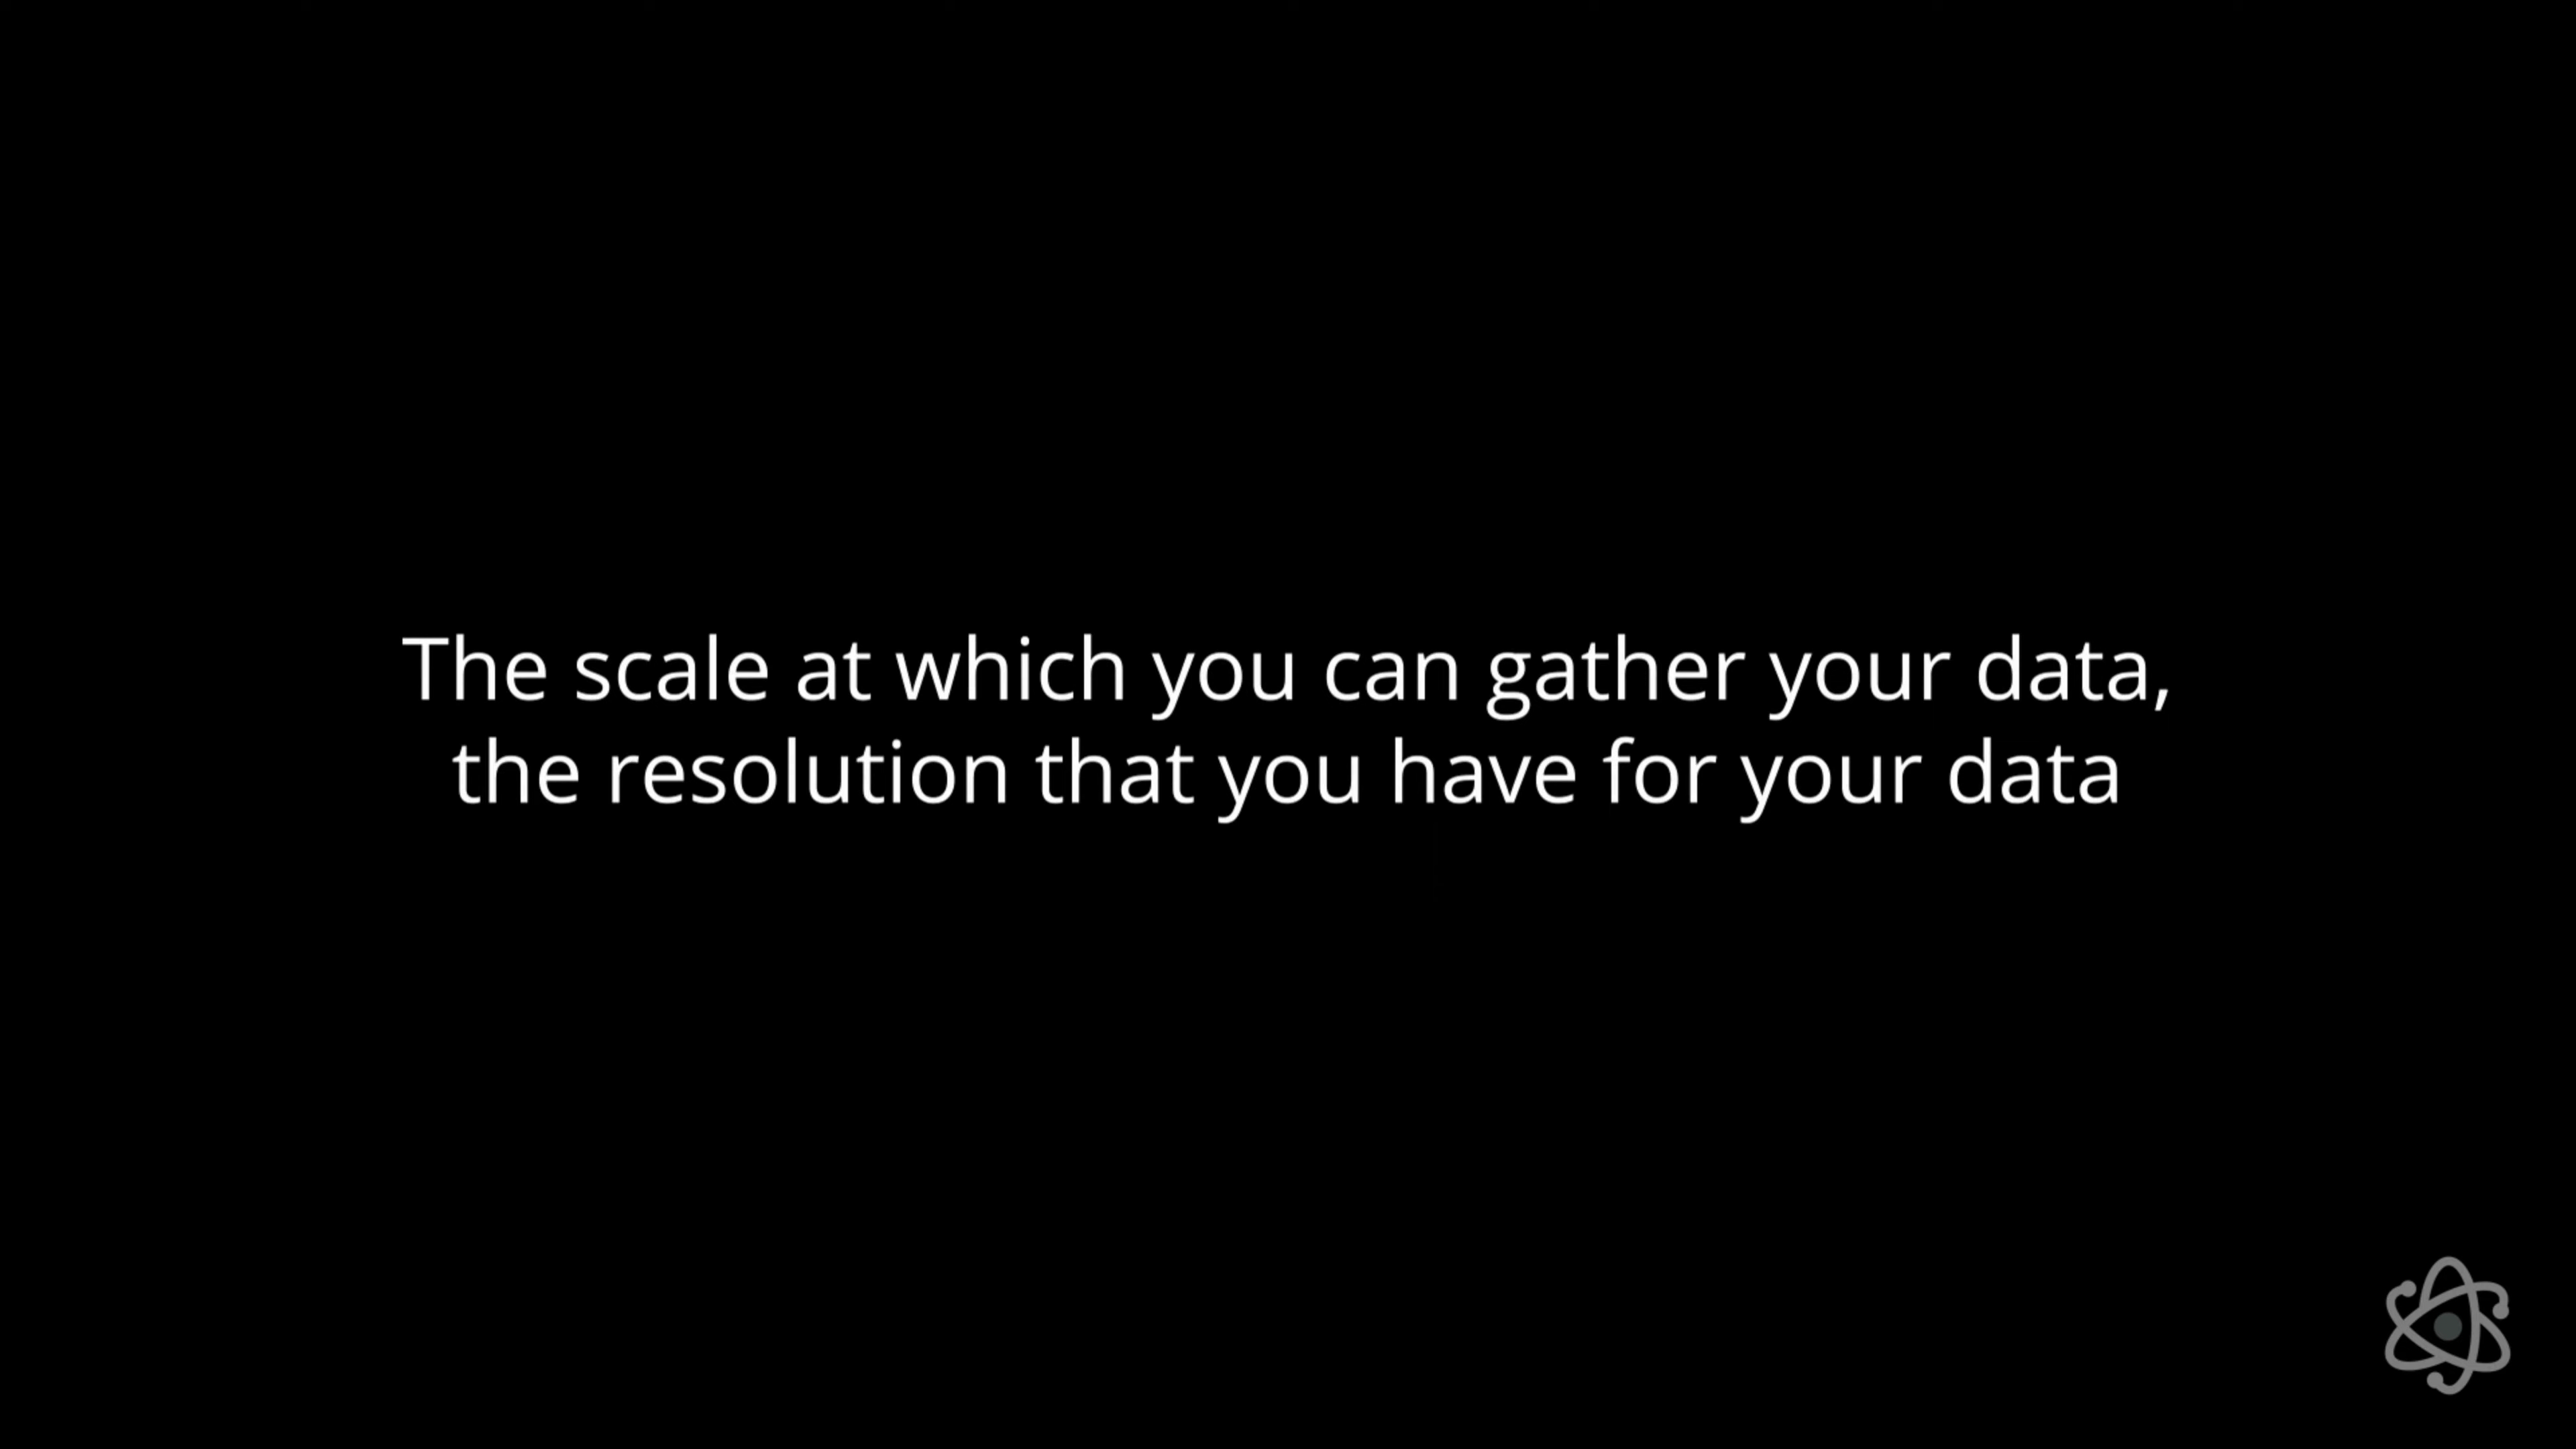 The scale at which you can gather your data,
the resolution that you have for your data